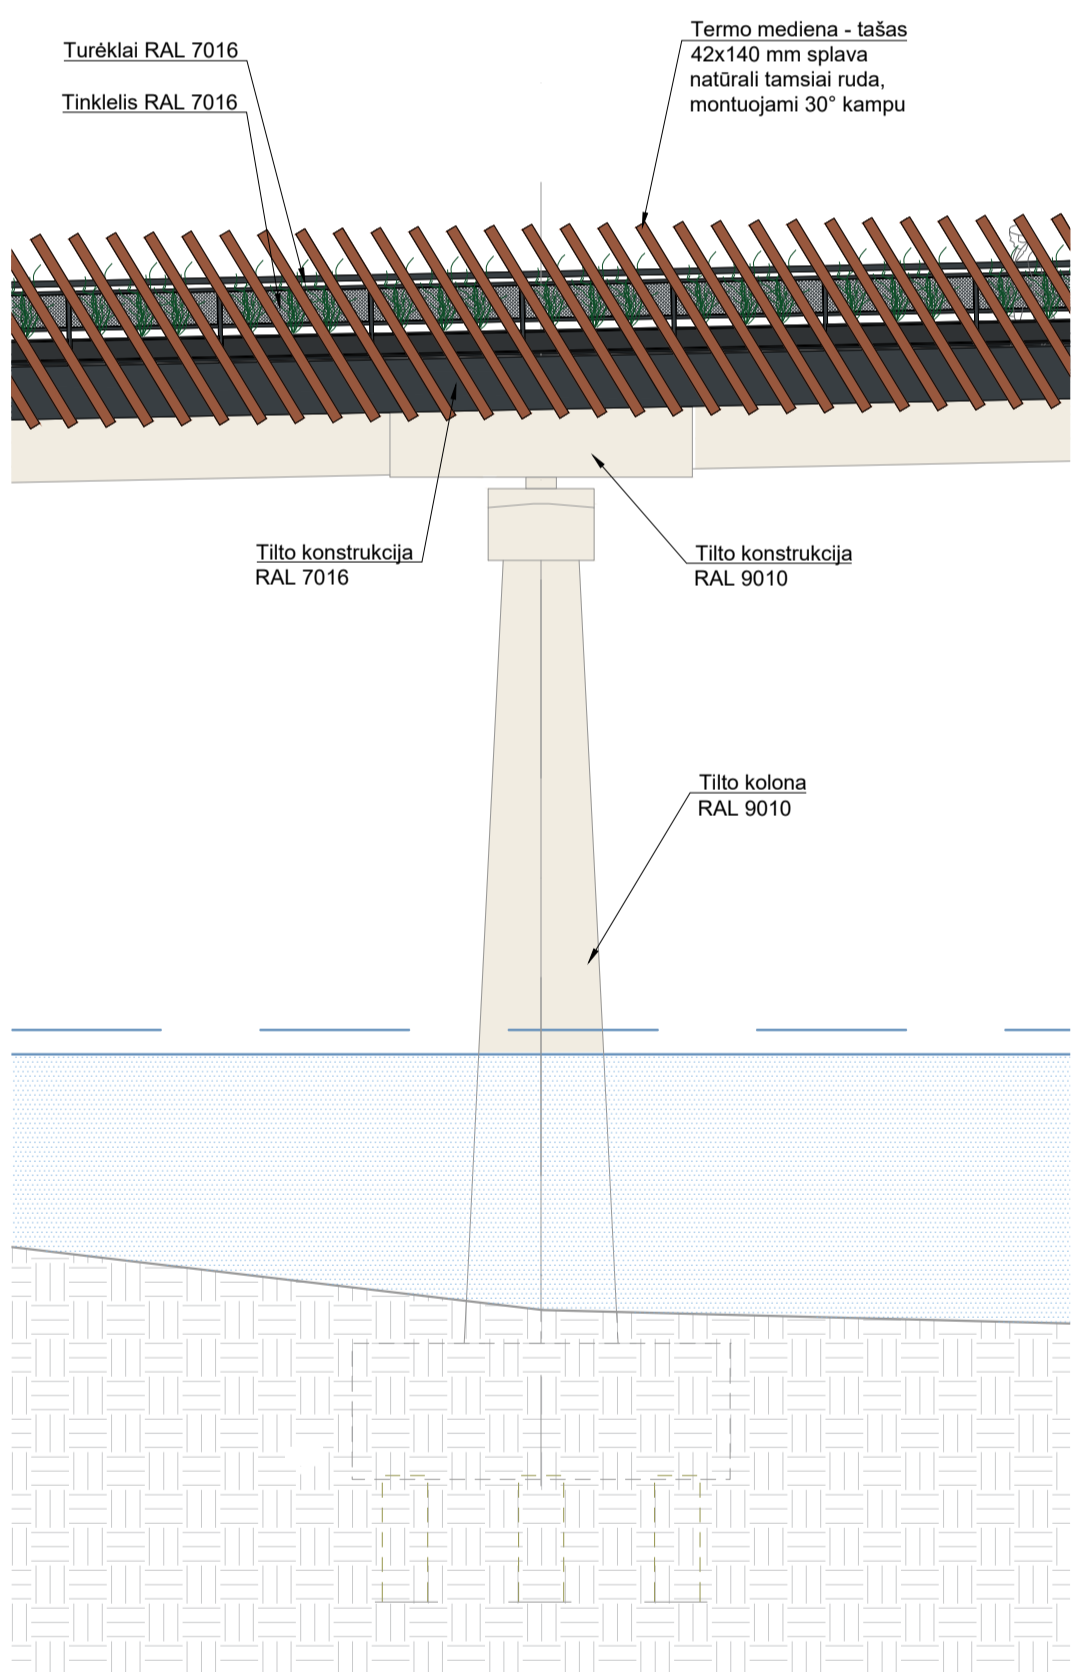 Turėklai RAL 7016
Tinklelis RAL 7016
Termo mediena - tašas
42x140 mm splava
natūrali tamsiai ruda,
montuojami 30° kampu
Tilto konstrukcija
RAL 7016
Tilto konstrukcija
RAL 9010
Tilto kolona
RAL 9010